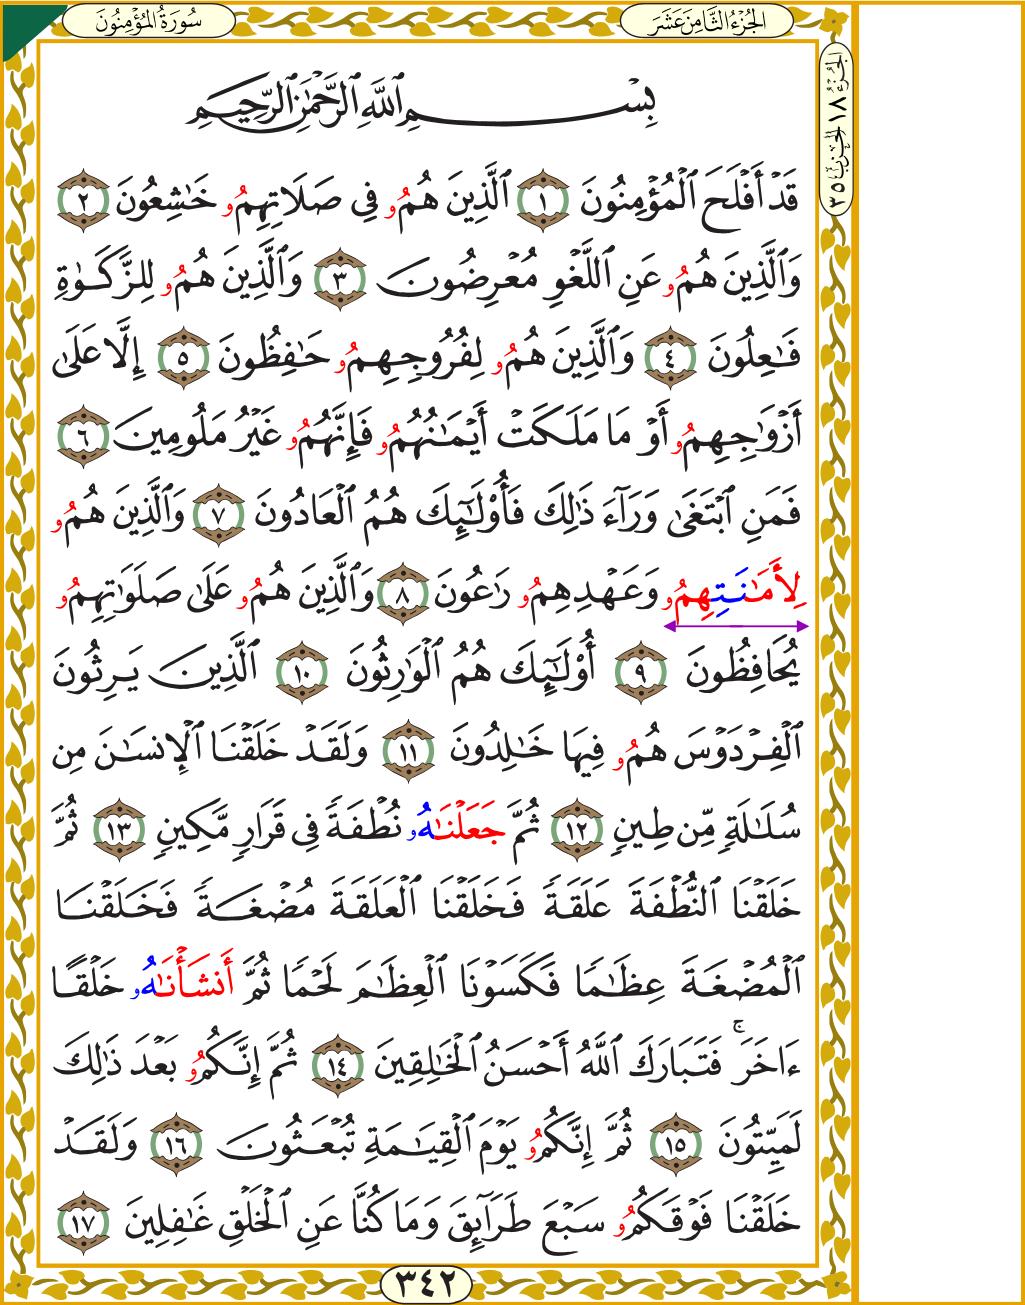 سُورَةُ المُؤْمِنُونَ
الجُزْءُ الثَّامِنَ عَشَرَ
الجُزْءُ ١٨ الحِزْبُ ٣٥
بِسْمِ ٱللَّهِ ٱلرَّحْمَٰنِ ٱلرَّحِيمِ
قَدْ أَفْلَحَ ٱلْمُؤْمِنُونَ ١ ٱلَّذِينَ هُمُۥ فِي صَلَاتِهِمُۥ خَٰشِعُونَ ٢
وَٱلَّذِينَ هُمُۥ عَنِ ٱللَّغْوِ مُعْرِضُونَ ٣ وَٱلَّذِينَ هُمُۥ لِلزَّكَوٰةِ
فَٰعِلُونَ ٤ وَٱلَّذِينَ هُمُۥ لِفُرُوجِهِمُۥ حَٰفِظُونَ ٥ إِلَّا عَلَىٰ
أَزْوَٰجِهِمُۥ أَوْ مَا مَلَكَتْ أَيْمَٰنُهُمُۥ فَإِنَّهُمُۥ غَيْرُ مَلُومِينَ ٦
فَمَنِ ٱبْتَغَىٰ وَرَآءَ ذَٰلِكَ فَأُوْلَٰٓئِكَ هُمُ ٱلْعَادُونَ ٧ وَٱلَّذِينَ هُمُۥ
لِأَمَٰنَتِهِمُۥ وَعَهْدِهِمُۥ رَٰعُونَ ٨ وَٱلَّذِينَ هُمُۥ عَلَىٰ صَلَوَٰتِهِمُۥ
يُحَافِظُونَ ٩ أُوْلَٰٓئِكَ هُمُ ٱلْوَٰرِثُونَ ١٠ ٱلَّذِينَ يَرِثُونَ
ٱلْفِرْدَوْسَ هُمُۥ فِيهَا خَٰلِدُونَ ١١ وَلَقَدْ خَلَقْنَا ٱلْإِنسَٰنَ مِن
سُلَٰلَةٍ مِّن طِينٍ ١٢ ثُمَّ جَعَلْنَٰهُۥ نُطْفَةً فِي قَرَارٍ مَّكِينٍ ١٣ ثُمَّ
خَلَقْنَا ٱلنُّطْفَةَ عَلَقَةً فَخَلَقْنَا ٱلْعَلَقَةَ مُضْغَةً فَخَلَقْنَا
ٱلْمُضْغَةَ عِظَٰمًا فَكَسَوْنَا ٱلْعِظَٰمَ لَحْمًا ثُمَّ أَنشَأْنَٰهُۥ خَلْقًا
ءَاخَرَۚ فَتَبَارَكَ ٱللَّهُ أَحْسَنُ ٱلْخَٰلِقِينَ ١٤ ثُمَّ إِنَّكُمُۥ بَعْدَ ذَٰلِكَ
لَمَيِّتُونَ ١٥ ثُمَّ إِنَّكُمُۥ يَوْمَ ٱلْقِيَٰمَةِ تُبْعَثُونَ ١٦ وَلَقَدْ
خَلَقْنَا فَوْقَكُمُۥ سَبْعَ طَرَآئِقَ وَمَا كُنَّا عَنِ ٱلْخَلْقِ غَٰفِلِينَ ١٧
٣٤٢